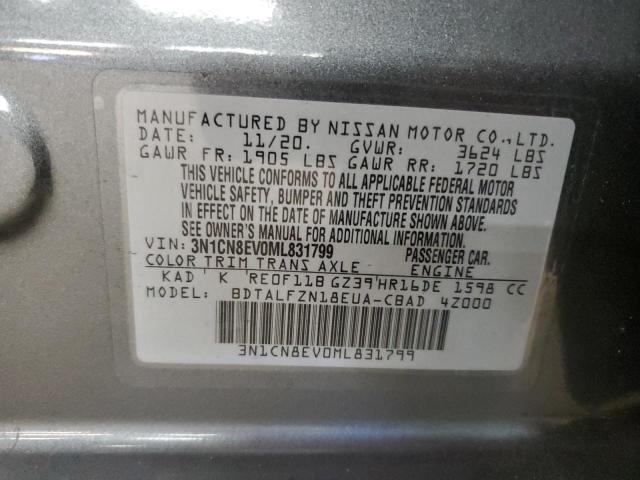 MANUFACTURED BY NISSAN MOTOR CO.,LTD.
DATE: 11/20. GVWR: 3624 LBS
GAWR FR: 1905 LBS GAWR RR: 1720 LBS
THIS VEHICLE CONFORMS TO ALL APPLICABLE FEDERAL MOTOR
VEHICLE SAFETY, BUMPER AND THEFT PREVENTION STANDARDS
IN EFFECT ON THE DATE OF MANUFACTURE SHOWN ABOVE.
SEE OWNER'S MANUAL FOR ADDITIONAL INFORMATION.
VIN: 3N1CN8EV0ML831799 PASSENGER CAR.
COLOR TRIM TRANS AXLE ENGINE
KAD K RE0F11B GZ39 HR16DE 1598 CC
MODEL: BDTALFZN18EUA-CBAD 4Z000
3N1CN8EV0ML831799